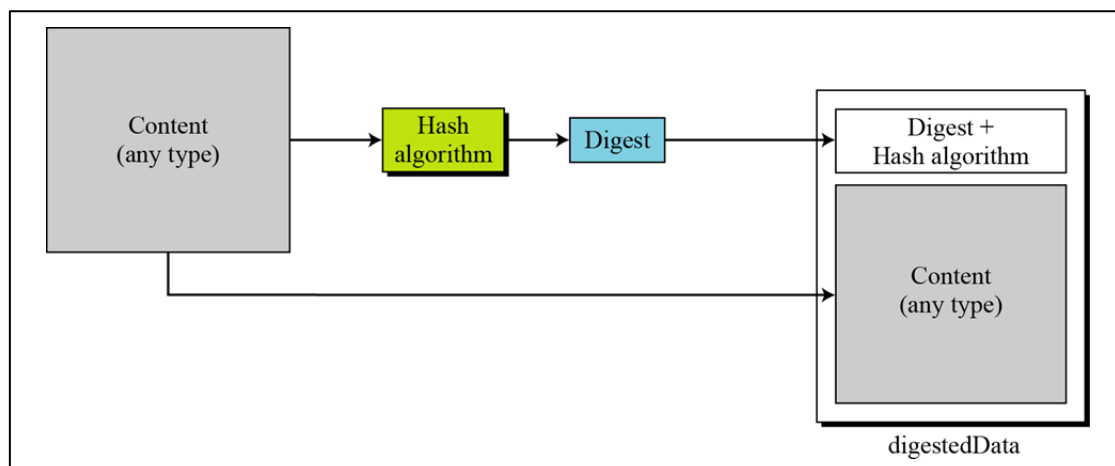 Content
(any type)
Hash
algorithm
Digest
Digest +
Hash algorithm
Content
(any type)
digestedData